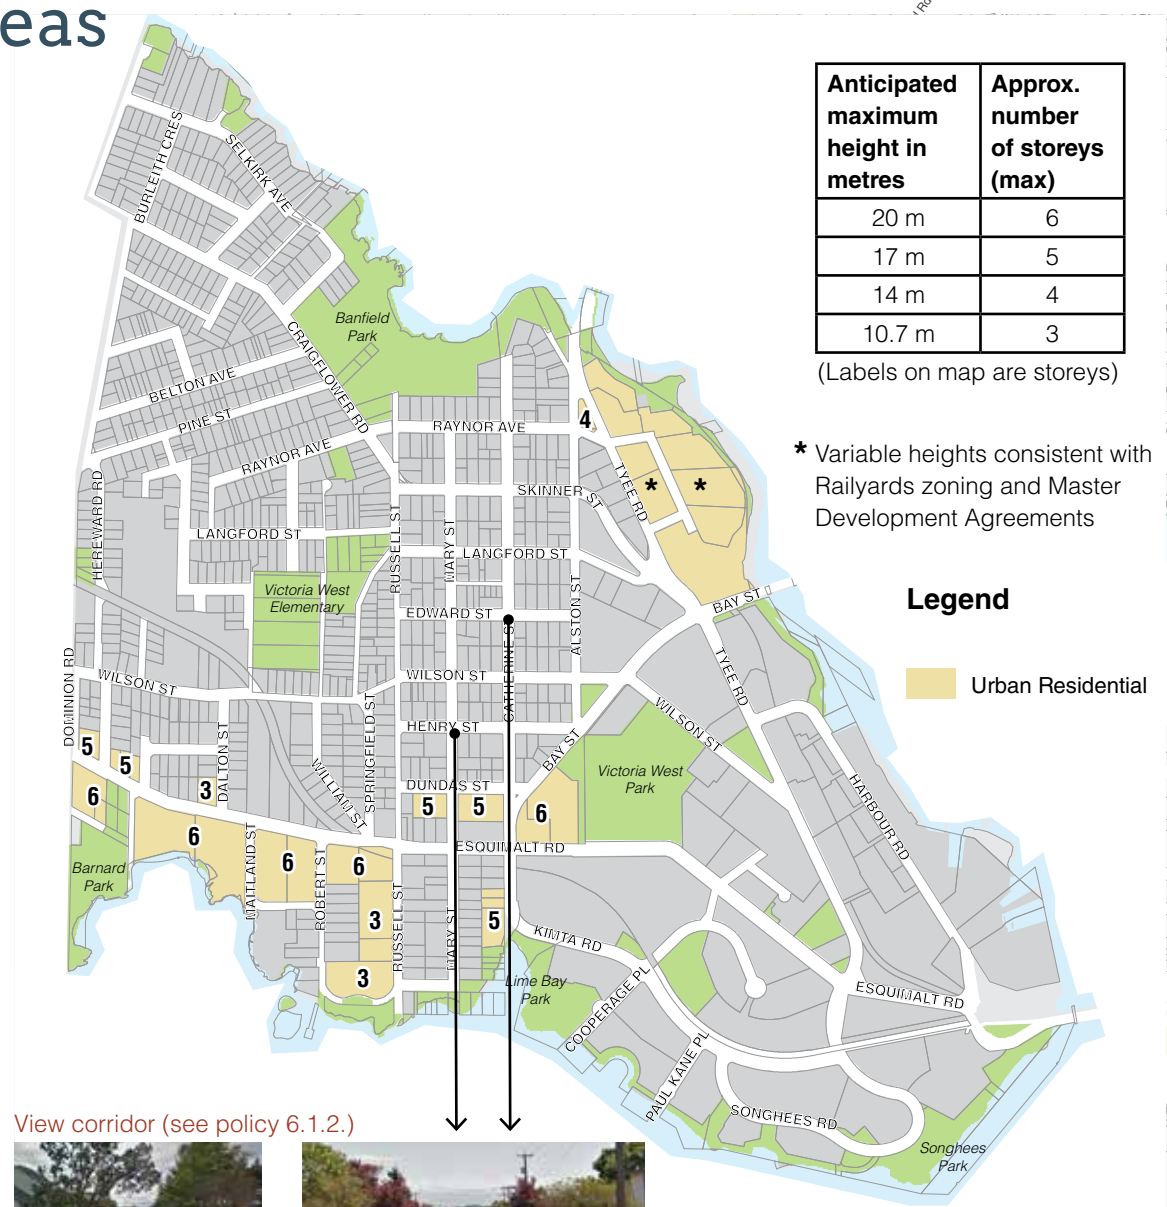 eas
Anticipated
maximum
height in
metres
Approx.
number
of storeys
(max)
20 m
6
17 m
5
14 m
4
10.7 m
3
(Labels on map are storeys)
* Variable heights consistent with
Railyards zoning and Master
Development Agreements
Legend
Urban Residential
BURLEITH CRES
SELKIRK AVE
Banfield
Park
CRAIGFLOWER RD
BELTON AVE
PINE ST
RAYNOR AVE
RAYNOR AVE
4
SKINNER ST
TYEE RD
*
*
HEREWARD RD
LANGFORD ST
RUSSELL ST
MARY ST
LANGFORD ST
Victoria West
Elementary
EDWARD ST
ALSTON ST
BAY ST
CATHERINE S
DOMINION RD
WILSON ST
WILSON ST
TYEE RD
WILSON ST
HENRY ST
BAY ST
DALTON ST
WILLIAM ST
SPRINGFIELD ST
5
5
6
3
DUNDAS ST
5
5
6
Victoria West
Park
HARBOUR RD
6
MAITLAND ST
6
ROBERT ST
6
ESQUIMALT RD
Barnard
Park
3
RUSSELL ST
MARY ST
5
3
KIMTA RD
Lime Bay
Park
COOPERAGE PL
ESQUIMALT RD
PAUL KANE PL
SONGHEES RD
Songhees
Park
View corridor (see policy 6.1.2.)